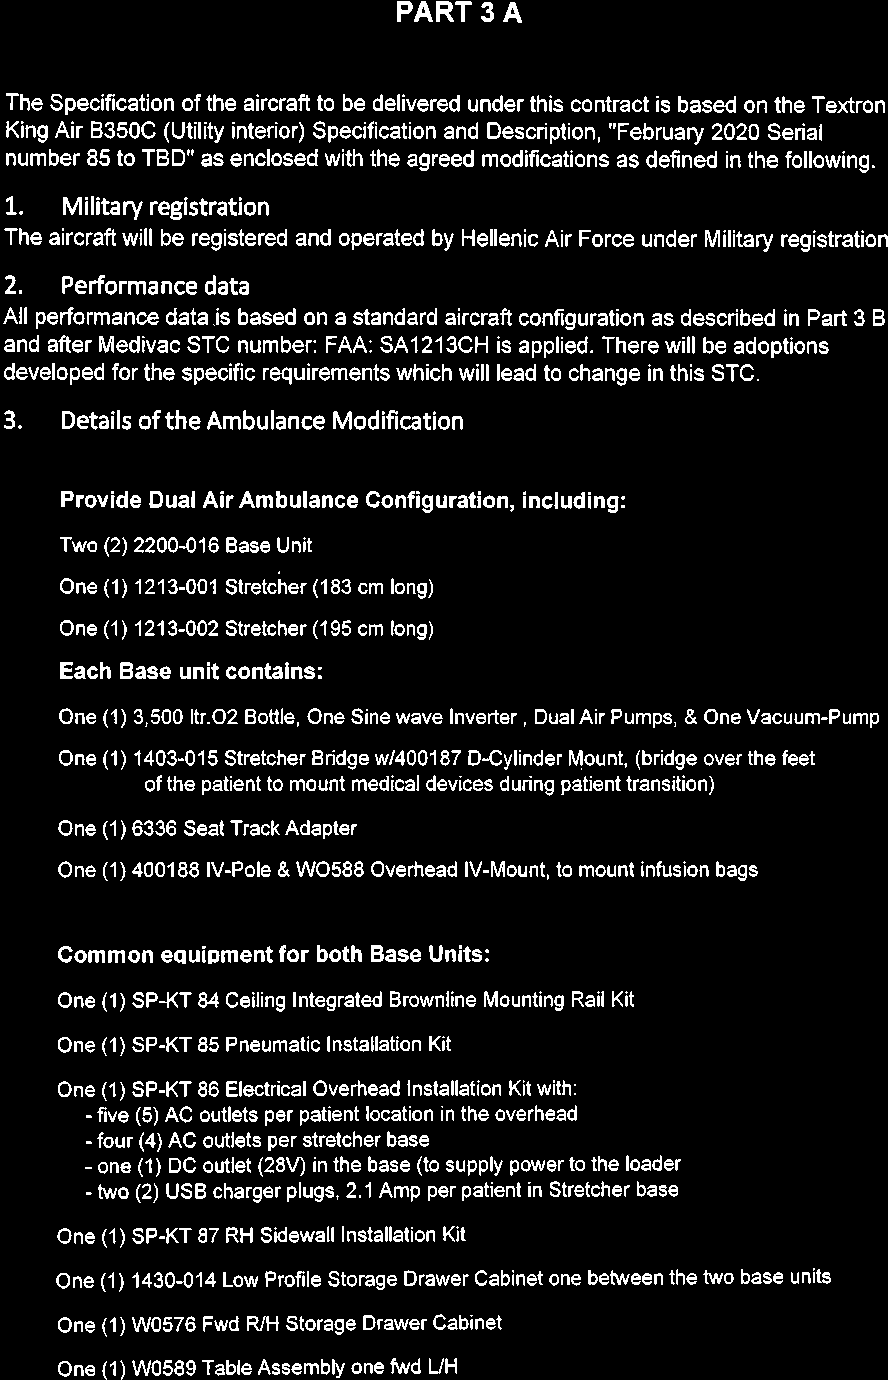 PART 3 A
The Specification of the aircraft to be delivered under this contract is based on the Textron
King Air B350C (Utility interior) Specification and Description, "February 2020 Serial
number 85 to TBD" as enclosed with the agreed modifications as defined in the following.
1. Military registration
The aircraft will be registered and operated by Hellenic Air Force under Military registration
2. Performance data
All performance data is based on a standard aircraft configuration as described in Part 3 B
and after Medivac STC number: FAA: SA1213CH is applied. There will be adoptions
developed for the specific requirements which will lead to change in this STC.
3. Details of the Ambulance Modification
Provide Dual Air Ambulance Configuration, including:
Two (2) 2200-016 Base Unit
One (1) 1213-001 Stretcher (183 cm long)
One (1) 1213-002 Stretcher (195 cm long)
Each Base unit contains:
One (1) 3,500 ltr.O2 Bottle, One Sine wave Inverter , Dual Air Pumps, & One Vacuum-Pump
One (1) 1403-015 Stretcher Bridge w/400187 D-Cylinder Mount, (bridge over the feet
of the patient to mount medical devices during patient transition)
One (1) 6336 Seat Track Adapter
One (1) 400188 IV-Pole & WO588 Overhead IV-Mount, to mount infusion bags
Common equipment for both Base Units:
One (1) SP-KT 84 Ceiling Integrated Brownline Mounting Rail Kit
One (1) SP-KT 85 Pneumatic Installation Kit
One (1) SP-KT 86 Electrical Overhead Installation Kit with:
- five (5) AC outlets per patient location in the overhead
- four (4) AC outlets per stretcher base
- one (1) DC outlet (28V) in the base (to supply power to the loader
- two (2) USB charger plugs, 2.1 Amp per patient in Stretcher base
One (1) SP-KT 87 RH Sidewall Installation Kit
One (1) 1430-014 Low Profile Storage Drawer Cabinet one between the two base units
One (1) W0576 Fwd R/H Storage Drawer Cabinet
One (1) W0589 Table Assembly one fwd L/H